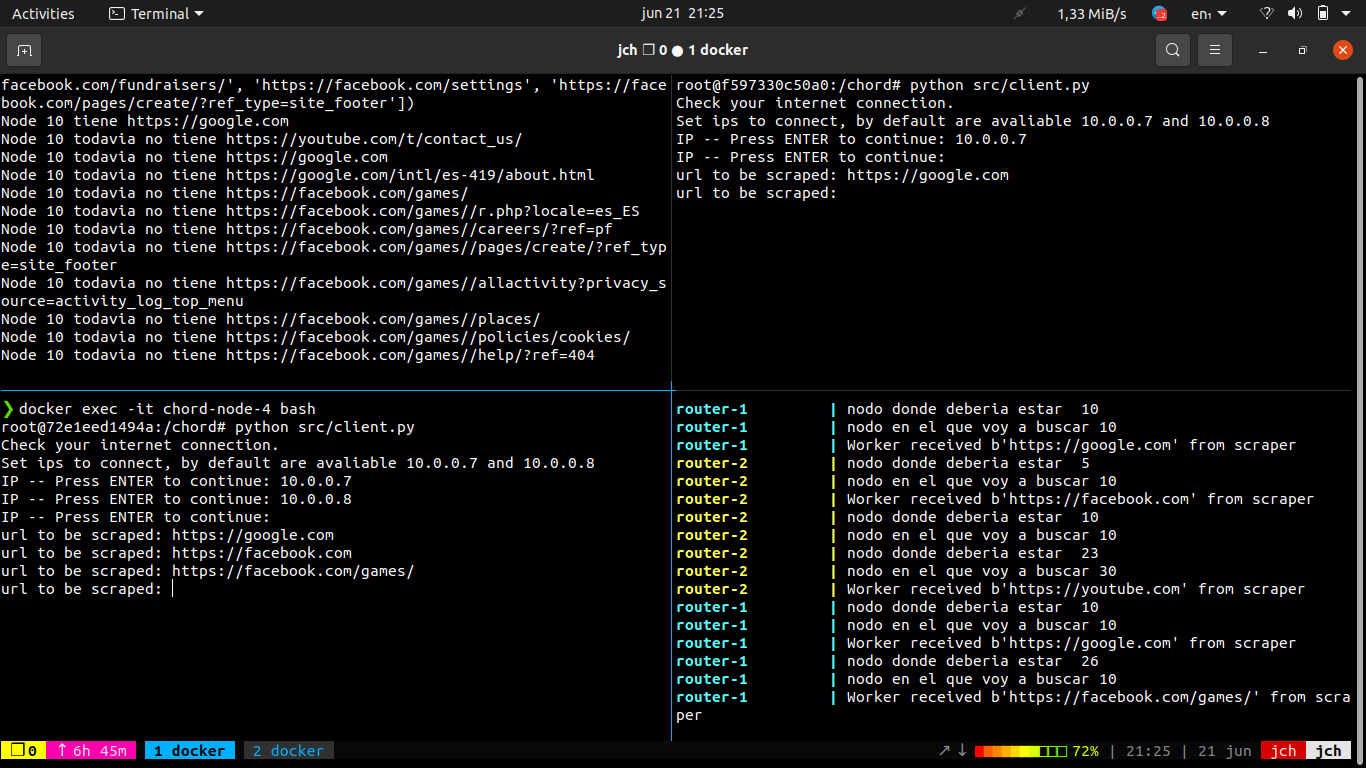 Activities Terminal jun 21 21:25 1,33 MiB/s en₁
jch ❐ 0 ● 1 docker
facebook.com/fundraisers/', 'https://facebook.com/settings', 'https://face
book.com/pages/create/?ref_type=site_footer'])
Node 10 tiene https://google.com
Node 10 todavia no tiene https://youtube.com/t/contact_us/
Node 10 todavia no tiene https://google.com
Node 10 todavia no tiene https://google.com/intl/es-419/about.html
Node 10 todavia no tiene https://facebook.com/games/
Node 10 todavia no tiene https://facebook.com/games//r.php?locale=es_ES
Node 10 todavia no tiene https://facebook.com/games//careers/?ref=pf
Node 10 todavia no tiene https://facebook.com/games//pages/create/?ref_typ
e=site_footer
Node 10 todavia no tiene https://facebook.com/games//allactivity?privacy_s
ource=activity_log_top_menu
Node 10 todavia no tiene https://facebook.com/games//places/
Node 10 todavia no tiene https://facebook.com/games//policies/cookies/
Node 10 todavia no tiene https://facebook.com/games//help/?ref=404
root@f597330c50a0:/chord# python src/client.py
Check your internet connection.
Set ips to connect, by default are avaliable 10.0.0.7 and 10.0.0.8
IP -- Press ENTER to continue: 10.0.0.7
IP -- Press ENTER to continue:
url to be scraped: https://google.com
url to be scraped:
❯ docker exec -it chord-node-4 bash
root@72e1eed1494a:/chord# python src/client.py
Check your internet connection.
Set ips to connect, by default are avaliable 10.0.0.7 and 10.0.0.8
IP -- Press ENTER to continue: 10.0.0.7
IP -- Press ENTER to continue: 10.0.0.8
IP -- Press ENTER to continue:
url to be scraped: https://google.com
url to be scraped: https://facebook.com
url to be scraped: https://facebook.com/games/
url to be scraped:
router-1 | nodo donde deberia estar 10
router-1 | nodo en el que voy a buscar 10
router-1 | Worker received b'https://google.com' from scraper
router-2 | nodo donde deberia estar 5
router-2 | nodo en el que voy a buscar 10
router-2 | Worker received b'https://facebook.com' from scraper
router-2 | nodo donde deberia estar 10
router-2 | nodo en el que voy a buscar 10
router-2 | nodo donde deberia estar 23
router-2 | nodo en el que voy a buscar 30
router-2 | Worker received b'https://youtube.com' from scraper
router-1 | nodo donde deberia estar 10
router-1 | nodo en el que voy a buscar 10
router-1 | Worker received b'https://google.com' from scraper
router-1 | nodo donde deberia estar 26
router-1 | nodo en el que voy a buscar 10
router-1 | Worker received b'https://facebook.com/games/' from scra
per
❐ 0 ↑ 6h 45m 1 docker 2 docker ↗ ↓ 72% | 21:25 | 21 jun jch jch